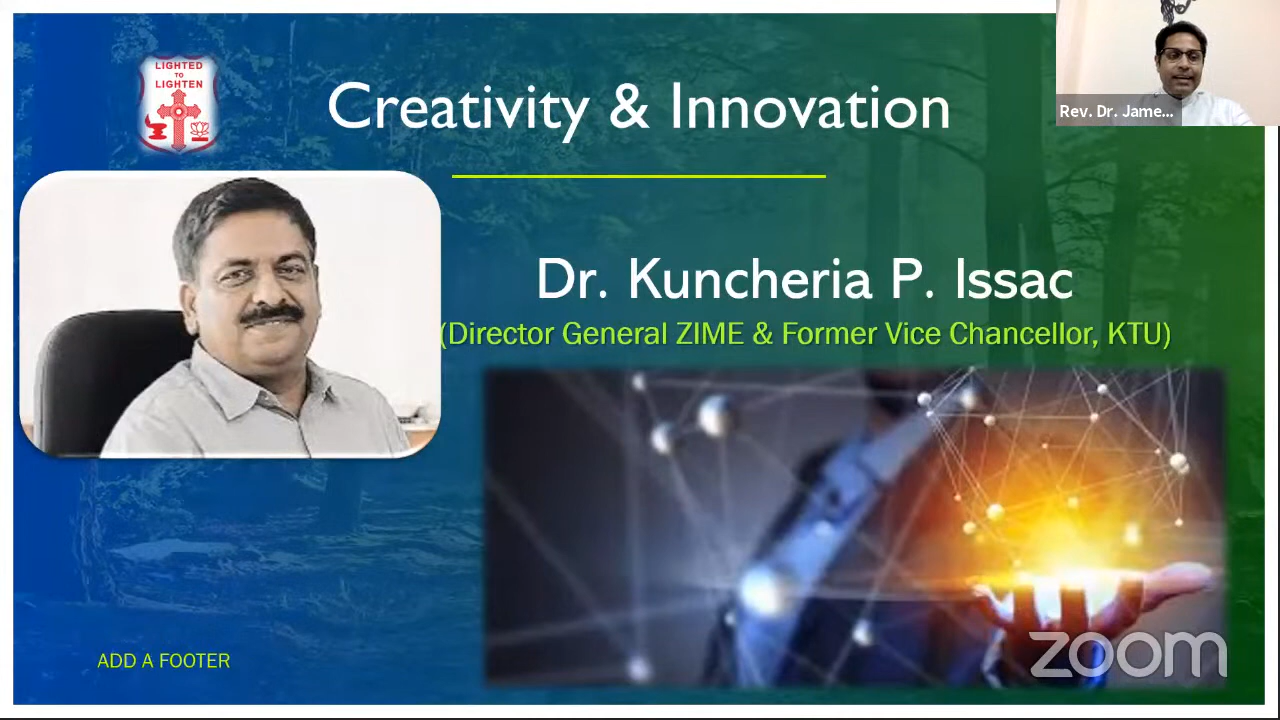 LIGHTED
TO
LIGHTEN
Creativity & Innovation
Rev. Dr. Jame...
Dr. Kuncheria P. Issac
(Director General ZIME & Former Vice Chancellor, KTU)
ADD A FOOTER
zoom